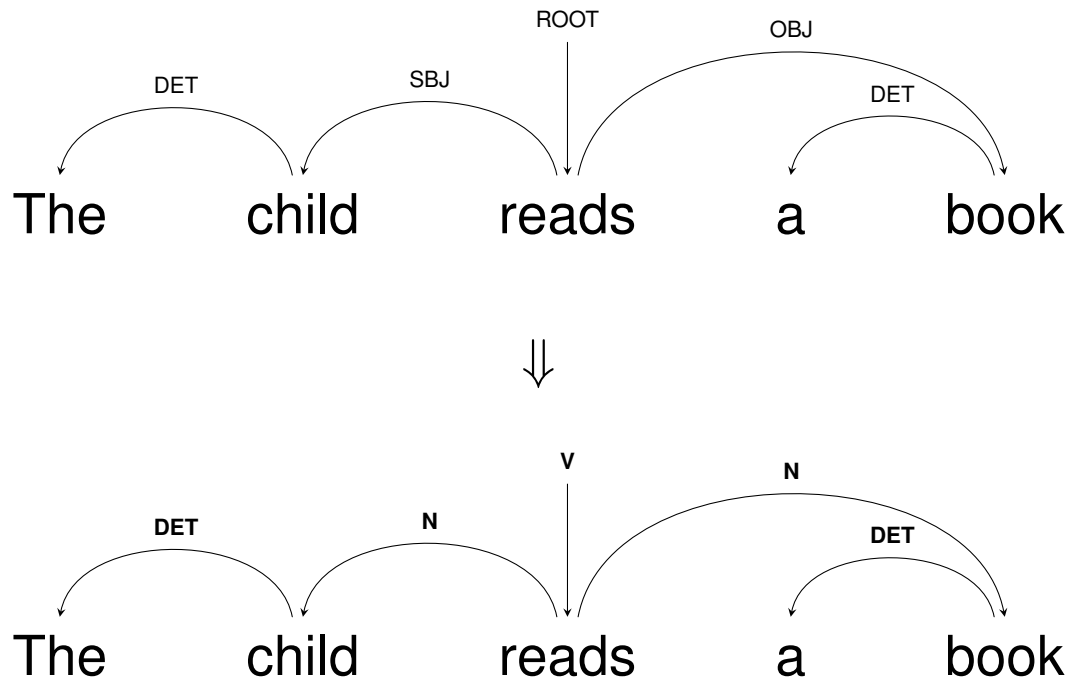 ROOT
OBJ
DET SBJ DET
The child reads a book
⇓
V
N
DET N DET
The child reads a book